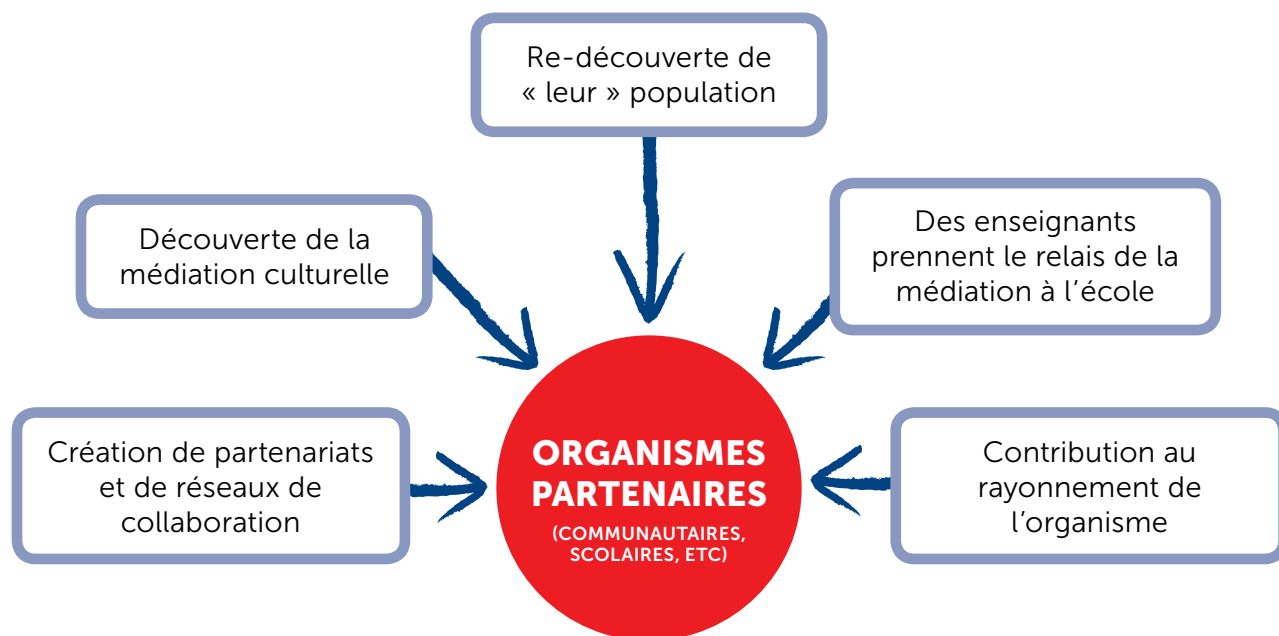 Re-découverte de
« leur » population
Découverte de la
médiation culturelle
Des enseignants
prennent le relais de la
médiation à l’école
Création de partenariats
et de réseaux de
collaboration
ORGANISMES
PARTENAIRES
(COMMUNAUTAIRES,
SCOLAIRES, ETC)
Contribution au
rayonnement de
l’organisme